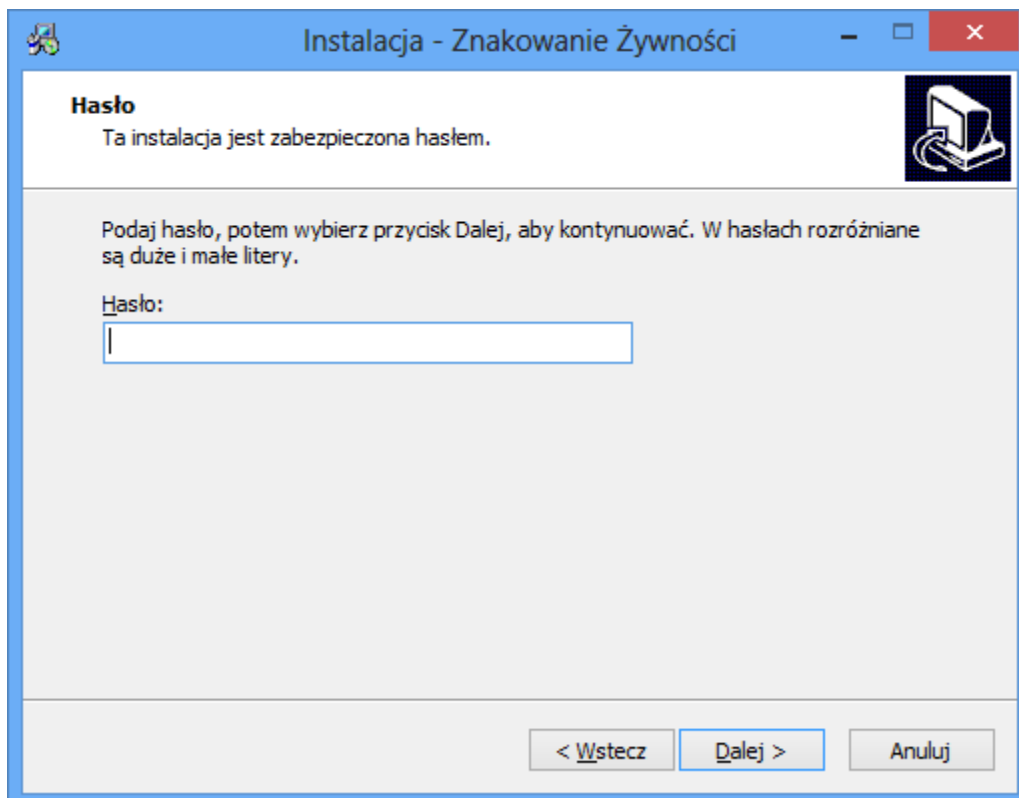 Instalacja - Znakowanie Żywności
Hasło
Ta instalacja jest zabezpieczona hasłem.
Podaj hasło, potem wybierz przycisk Dalej, aby kontynuować. W hasłach rozróżniane
są duże i małe litery.
Hasło:
< Wstecz
Dalej >
Anuluj